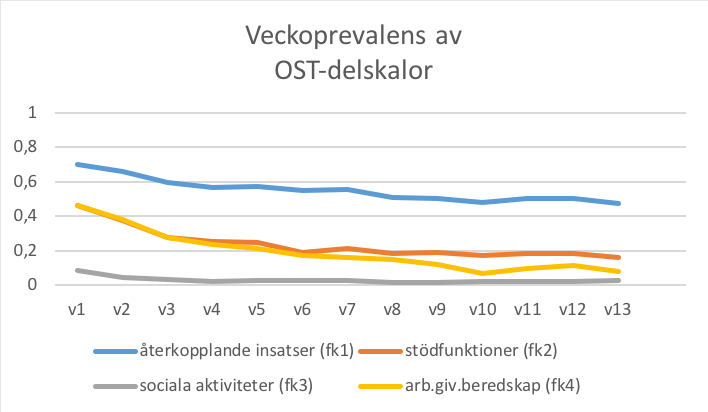 Veckoprevalens av
OST-delskalor
1
0,8
0,6
0,4
0,2
0
v1 v2 v3 v4 v5 v6 v7 v8 v9 v10 v11 v12 v13
återkopplande insatser (fk1) stödfunktioner (fk2)
sociala aktiviteter (fk3) arb.giv.beredskap (fk4)